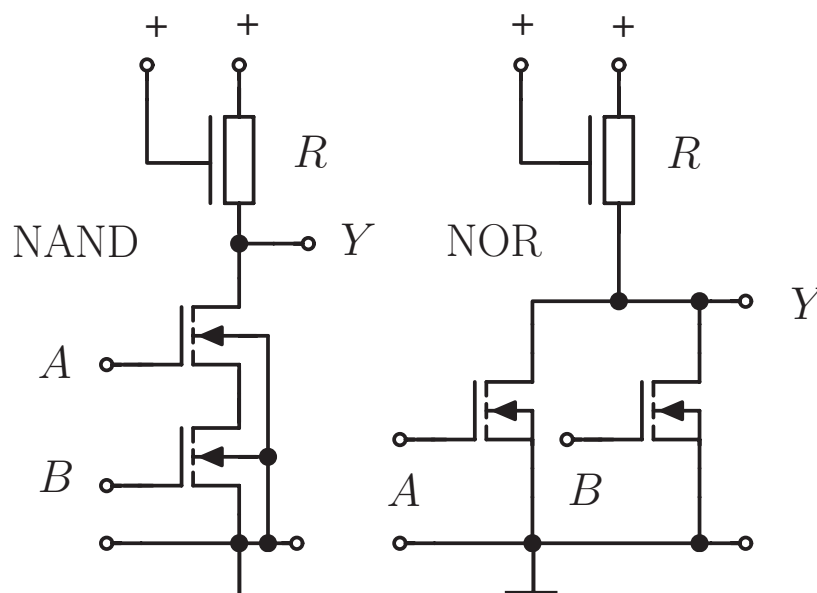 + + + +
R R
NAND Y NOR
Y
A
B A B